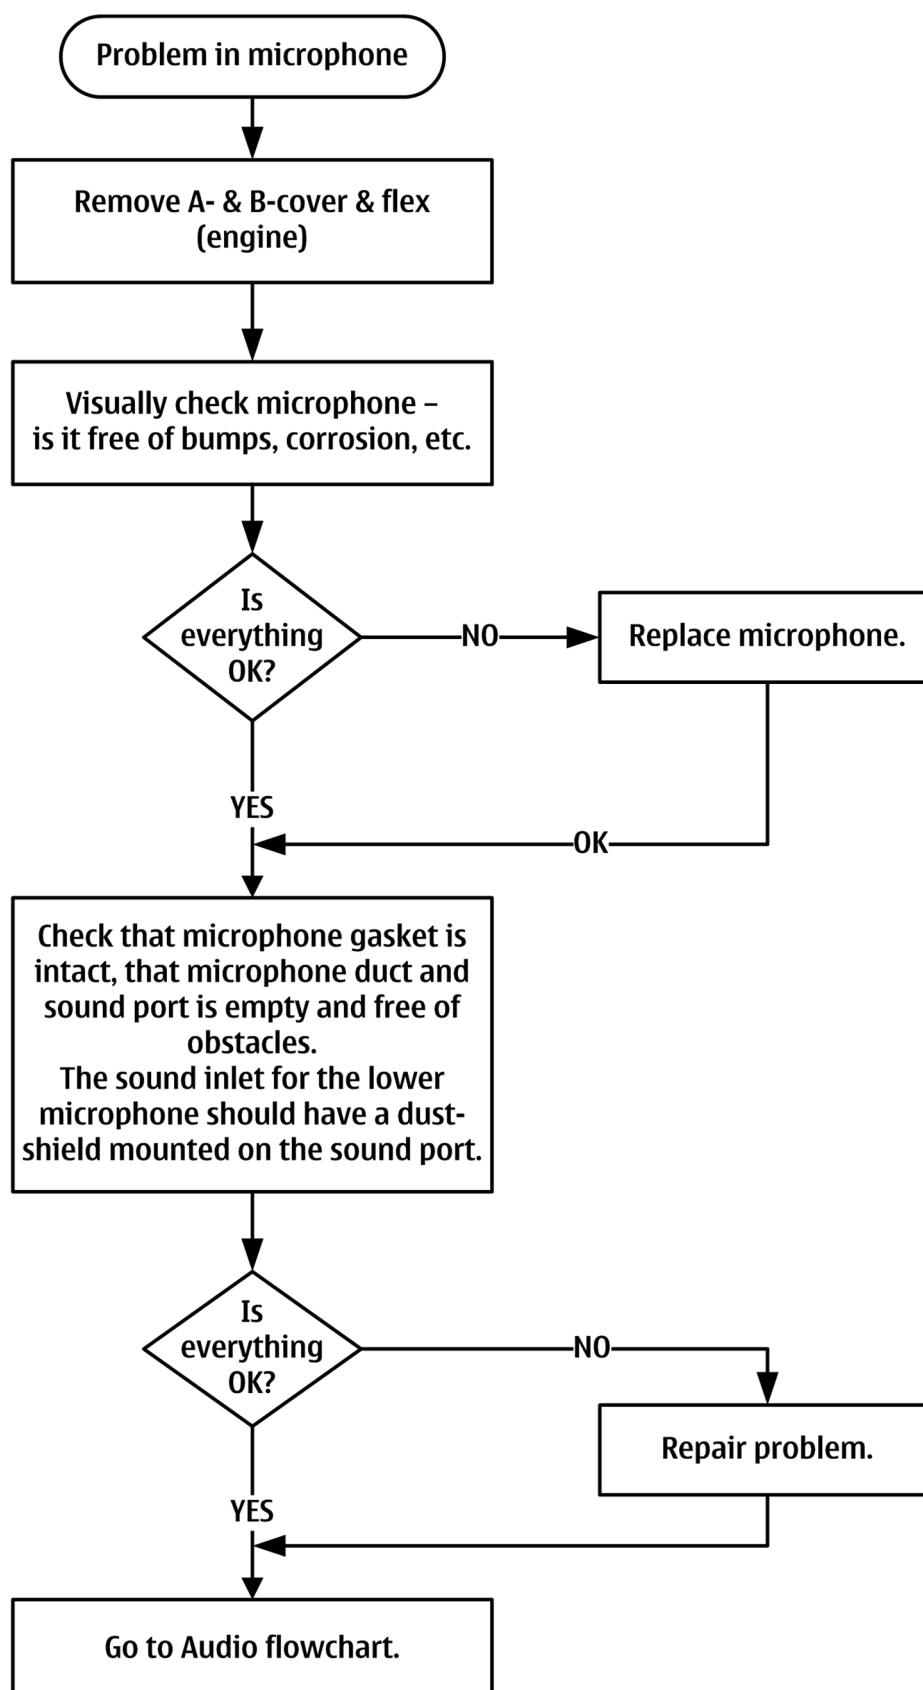 Problem in microphone
Remove A- & B-cover & flex
(engine)
Visually check microphone –
is it free of bumps, corrosion, etc.
Is
everything
OK?
NO
Replace microphone.
YES
OK
Check that microphone gasket is
intact, that microphone duct and
sound port is empty and free of
obstacles.
The sound inlet for the lower
microphone should have a dust-
shield mounted on the sound port.
Is
everything
OK?
NO
Repair problem.
YES
Go to Audio flowchart.